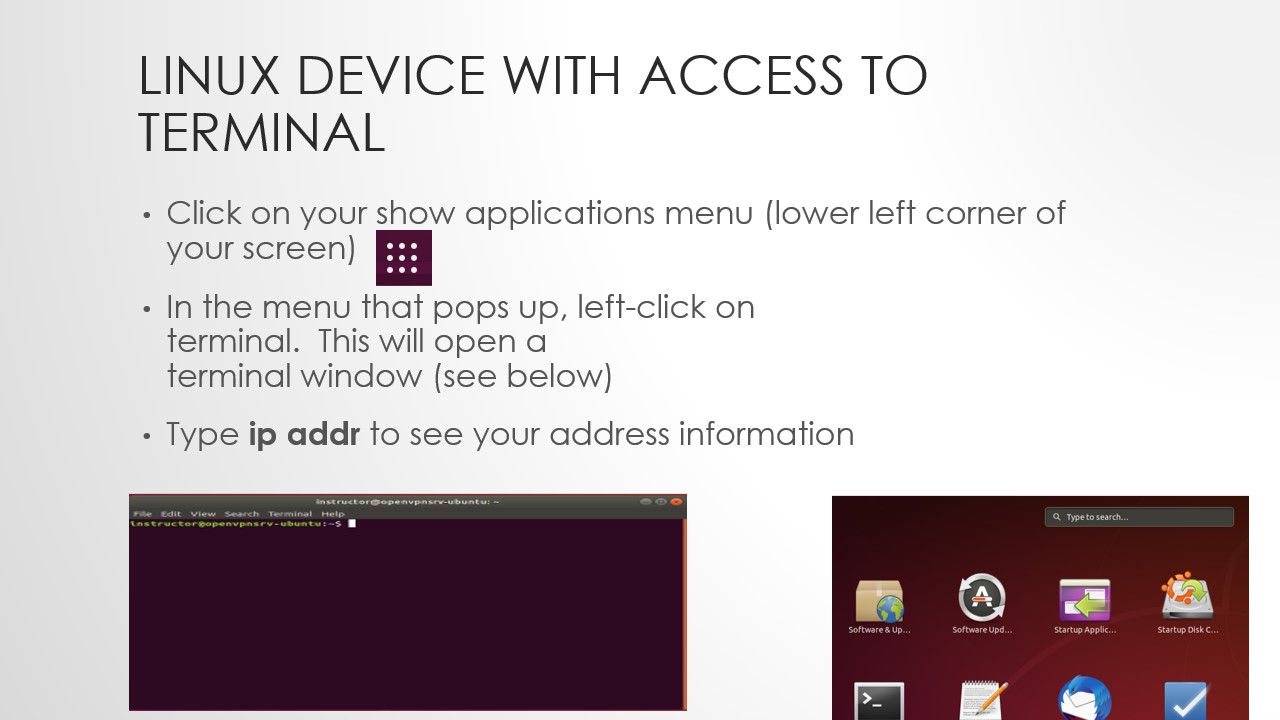 LINUX DEVICE WITH ACCESS TO
TERMINAL
• Click on your show applications menu (lower left corner of
your screen)
• In the menu that pops up, left-click on
terminal.  This will open a
terminal window (see below)
• Type ip addr to see your address information
instructor@openvpnsrv-ubuntu: ~
File Edit View Search Terminal Help
instructor@openvpnsrv-ubuntu:~$
Type to search...
Software & Up...
Software Upd...
Startup Applic...
Startup Disk C...
>_